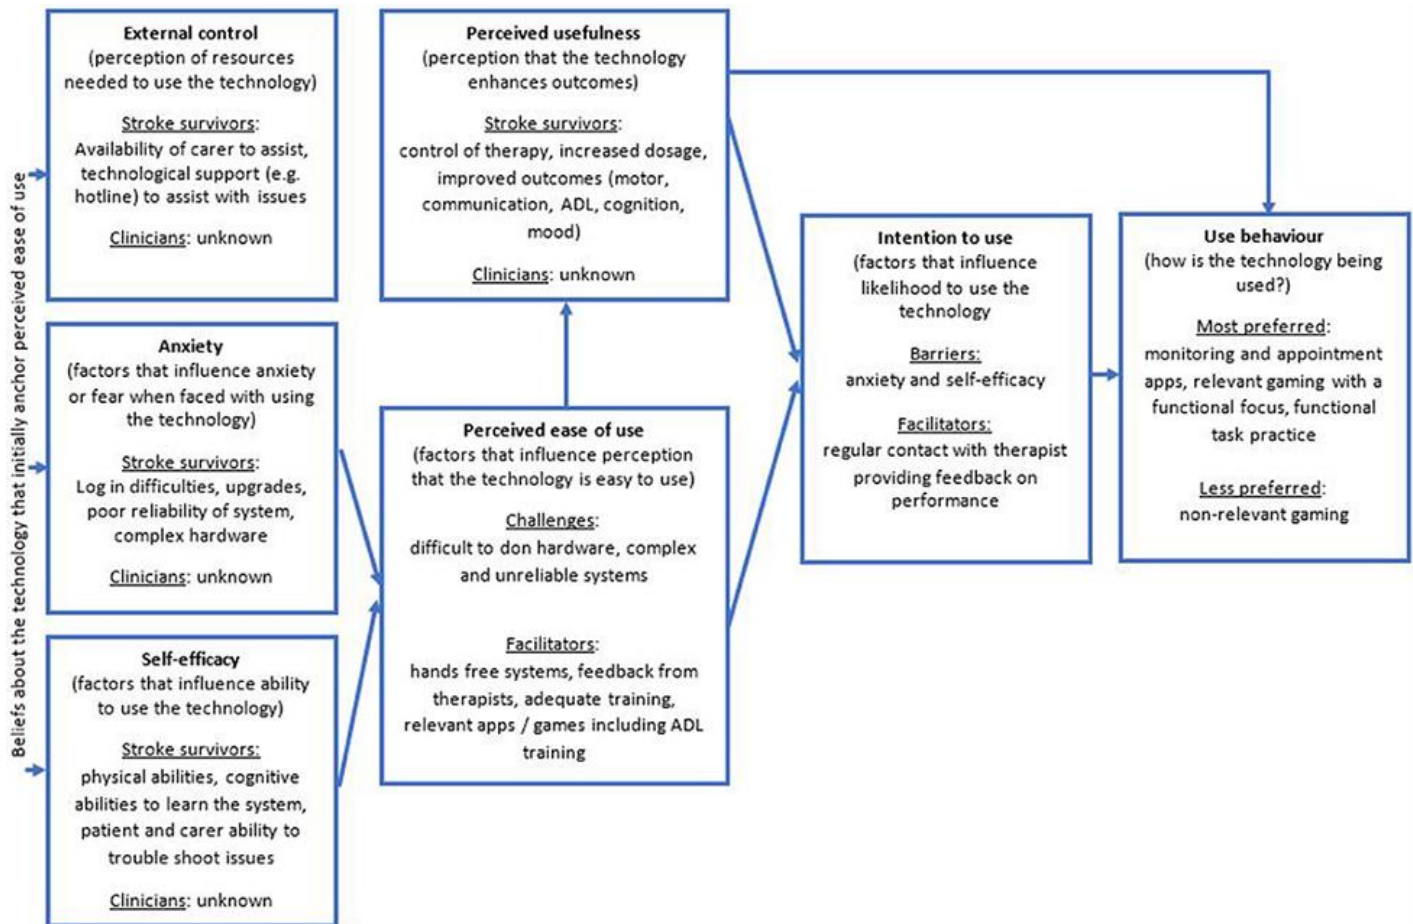 Beliefs about the technology that initially anchor perceived ease of use
External control
(perception of resources
needed to use the technology)
Stroke survivors:
Availability of carer to assist,
technological support (e.g.
hotline) to assist with issues
Clinicians: unknown
Anxiety
(factors that influence anxiety
or fear when faced with using
the technology)
Stroke survivors:
Log in difficulties, upgrades,
poor reliability of system,
complex hardware
Clinicians: unknown
Self-efficacy
(factors that influence ability
to use the technology)
Stroke survivors:
physical abilities, cognitive
abilities to learn the system,
patient and carer ability to
trouble shoot issues
Clinicians: unknown
Perceived usefulness
(perception that the technology
enhances outcomes)
Stroke survivors:
control of therapy, increased dosage,
improved outcomes (motor,
communication, ADL, cognition,
mood)
Clinicians: unknown
Perceived ease of use
(factors that influence perception
that the technology is easy to use)
Challenges:
difficult to don hardware, complex
and unreliable systems
Facilitators:
hands free systems, feedback from
therapists, adequate training,
relevant apps / games including ADL
training
Intention to use
(factors that influence
likelihood to use the
technology
Barriers:
anxiety and self-efficacy
Facilitators:
regular contact with therapist
providing feedback on
performance
Use behaviour
(how is the technology being
used?)
Most preferred:
monitoring and appointment
apps, relevant gaming with a
functional focus, functional
task practice
Less preferred:
non-relevant gaming